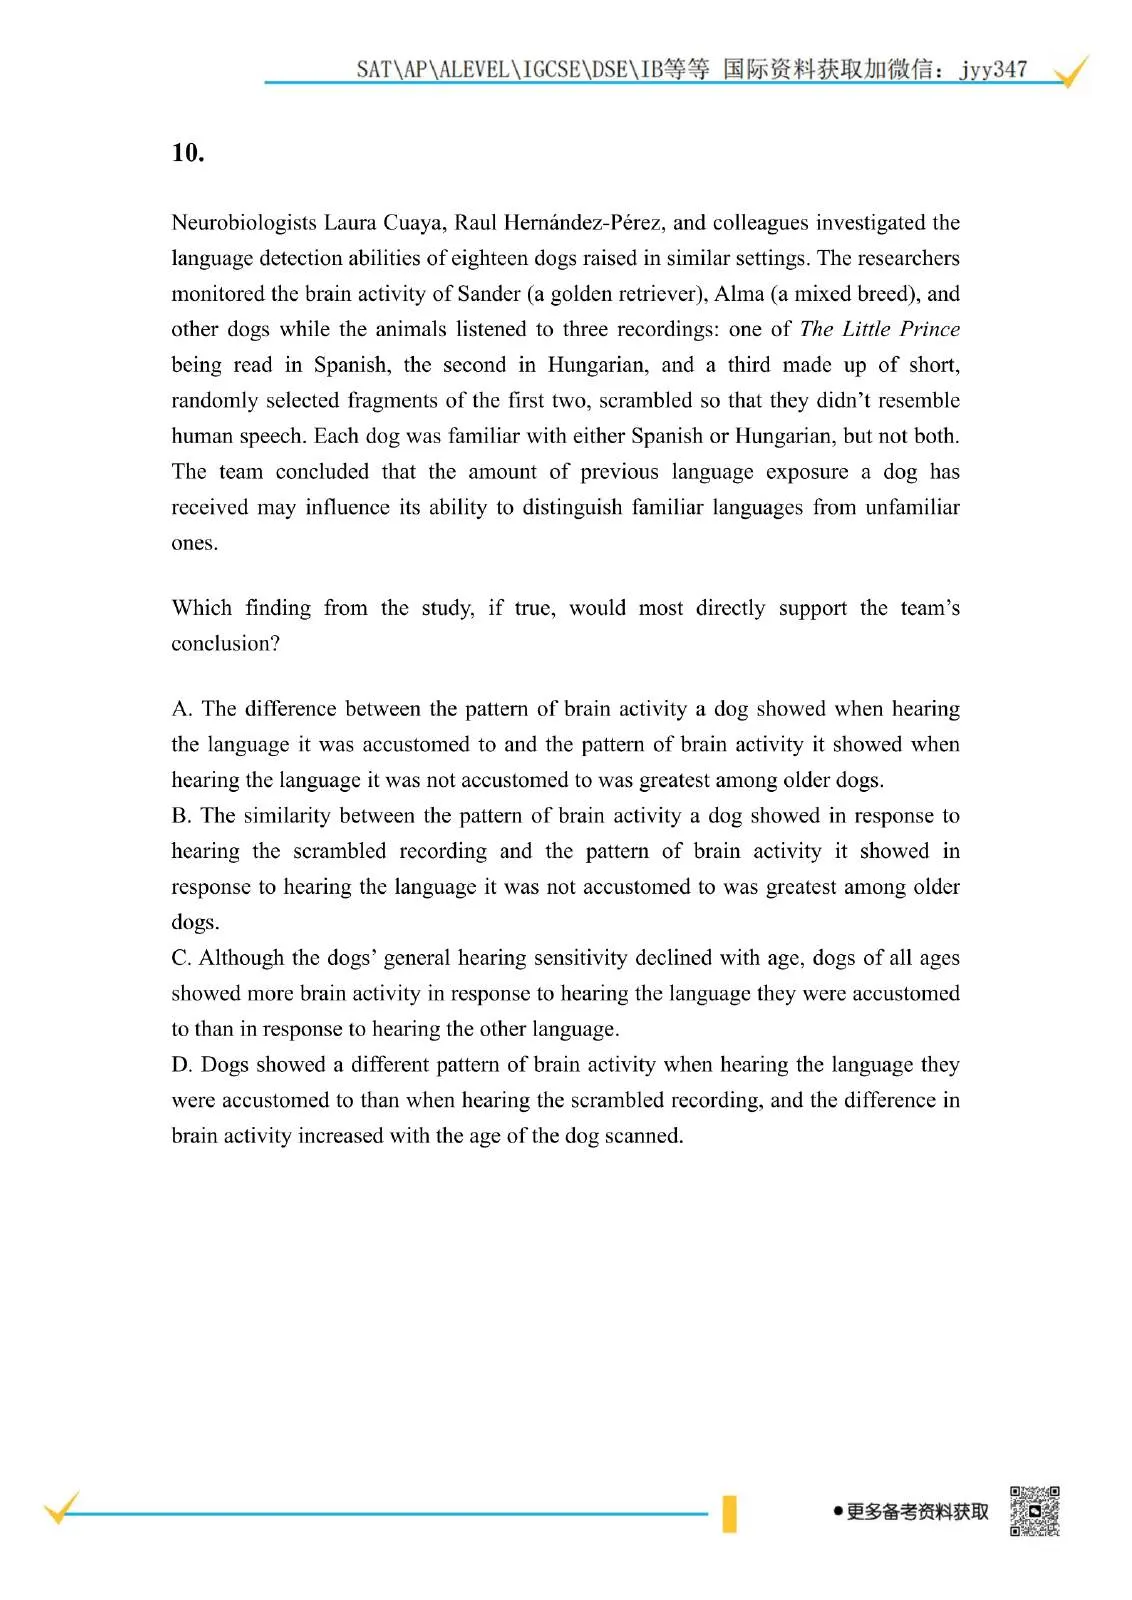 SAT\AP\ALEVEL\IGCSE\DSE\IB等等 国际资料获取加微信：jyy347
10.
Neurobiologists Laura Cuaya, Raul Hernández-Pérez, and colleagues investigated the
language detection abilities of eighteen dogs raised in similar settings. The researchers
monitored the brain activity of Sander (a golden retriever), Alma (a mixed breed), and
other dogs while the animals listened to three recordings: one of The Little Prince
being read in Spanish, the second in Hungarian, and a third made up of short,
randomly selected fragments of the first two, scrambled so that they didn’t resemble
human speech. Each dog was familiar with either Spanish or Hungarian, but not both.
The team concluded that the amount of previous language exposure a dog has
received may influence its ability to distinguish familiar languages from unfamiliar
ones.
Which finding from the study, if true, would most directly support the team’s
conclusion?
A. The difference between the pattern of brain activity a dog showed when hearing
the language it was accustomed to and the pattern of brain activity it showed when
hearing the language it was not accustomed to was greatest among older dogs.
B. The similarity between the pattern of brain activity a dog showed in response to
hearing the scrambled recording and the pattern of brain activity it showed in
response to hearing the language it was not accustomed to was greatest among older
dogs.
C. Although the dogs’ general hearing sensitivity declined with age, dogs of all ages
showed more brain activity in response to hearing the language they were accustomed
to than in response to hearing the other language.
D. Dogs showed a different pattern of brain activity when hearing the language they
were accustomed to than when hearing the scrambled recording, and the difference in
brain activity increased with the age of the dog scanned.
●更多备考资料获取